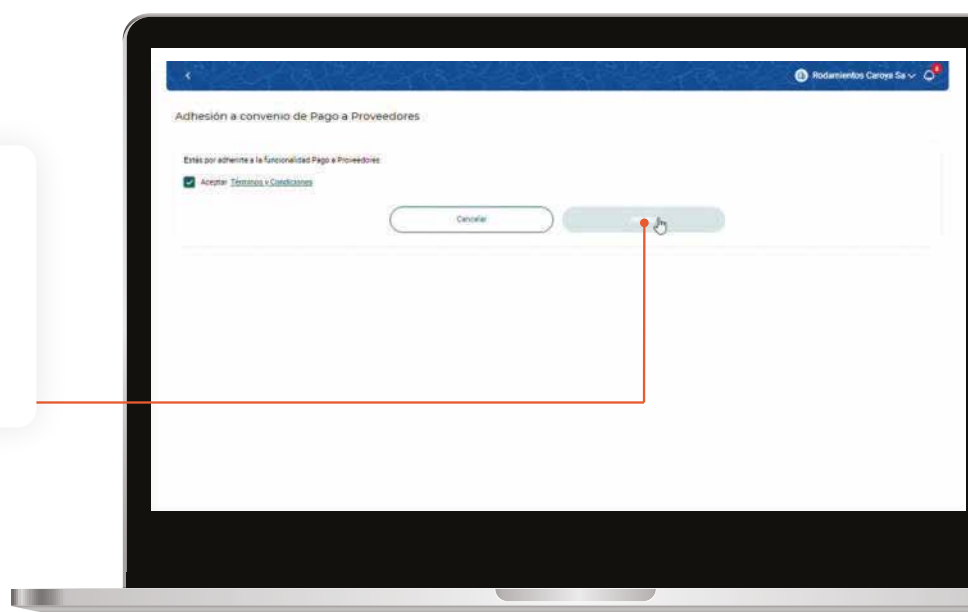 Rodamientos Caroya Sa
Adhesión a convenio de Pago a Proveedores
Estás por adherirte a la funcionalidad Pago a Proveedores
Aceptar Términos y Condiciones
Cancelar